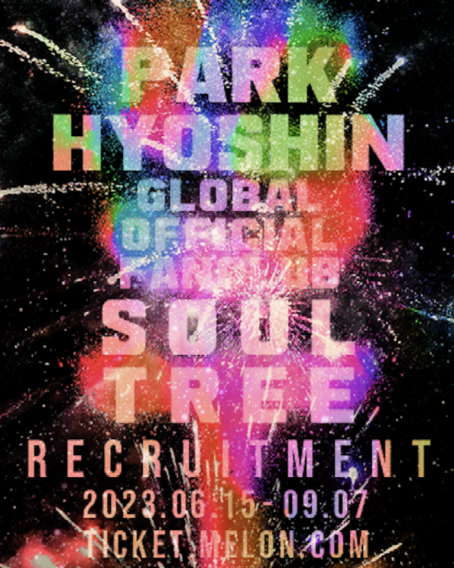 PARK
HYOSHIN
GLOBAL
OFFICIAL
FANCLUB
SOUL
TREE
RECRUITMENT
2023.06.15-09.07
TICKET.MELON.COM